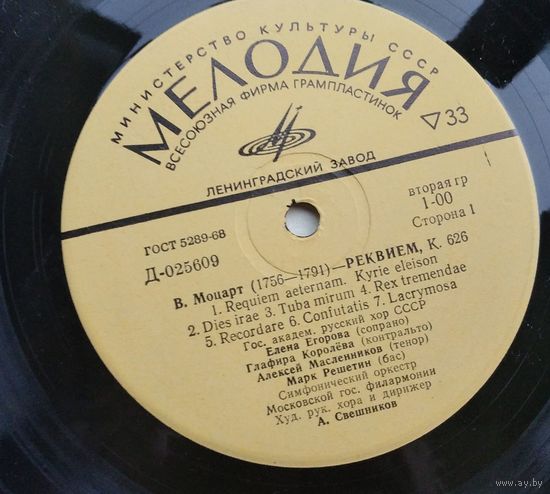 МИНИСТЕРСТВО КУЛЬТУРЫ СССР
МЕЛОДИЯ
ВСЕСОЮЗНАЯ ФИРМА ГРАМПЛАСТИНОК
▽33
ЛЕНИНГРАДСКИЙ ЗАВОД
ГОСТ 5289-68
вторая гр
1-00
Д-025609
Сторона 1
В. Моцарт (1756—1791)—РЕКВИЕМ, К. 626
1. Requiem aeternam. Kyrie eleison
2. Dies irae 3. Tuba mirum 4. Rex tremendae
5. Recordare 6. Confutatis 7. Lacrymosa
Гос. академ. русский хор СССР
Елена Егорова (сопрано)
Глафира Королёва (контральто)
Алексей Масленников (тенор)
Марк Решетин (бас)
Симфонический оркестр
Московской гос. филармонии
Худ. рук. хора и дирижер
А. Свешников
www.ay.by